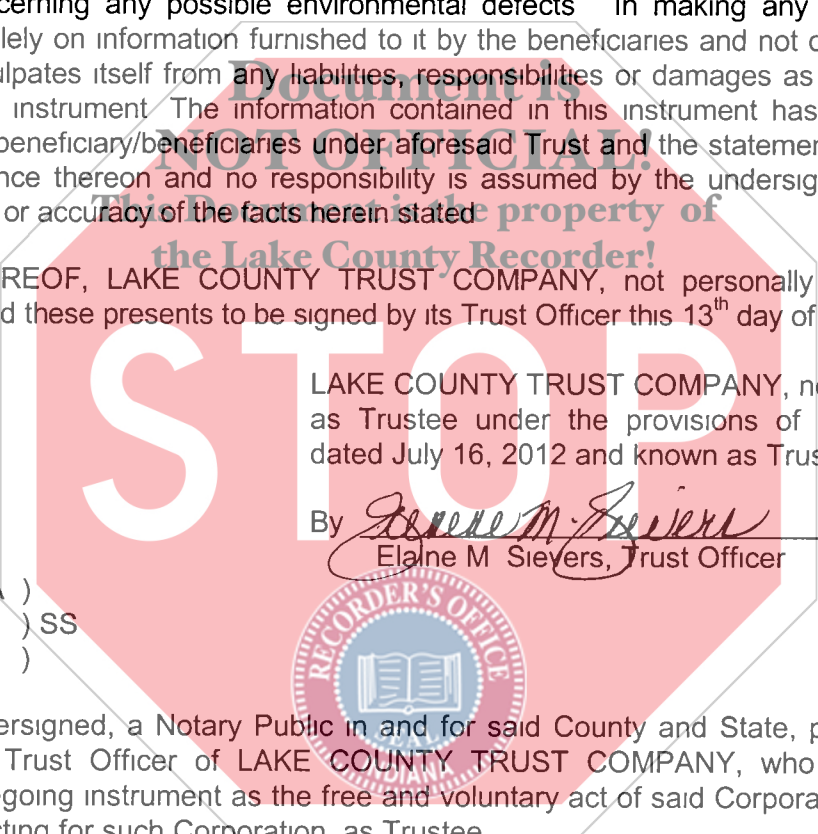 cerning any possible environmental defects In making any
lely on information furnished to it by the beneficiaries and not
ulpates itself from any liabilities, responsibilities or damages as
Document is
instrument The information contained in this instrument has
NOT OFFICIAL!
beneficiary/beneficiaries under aforesaid Trust and the statemen
nce thereon and no responsibility is assumed by the undersig
This Document is the property of
or accuracy of the facts herein stated
the Lake County Recorder!
REOF, LAKE COUNTY TRUST COMPANY, not personally
d these presents to be signed by its Trust Officer this 13th day of
STOP
LAKE COUNTY TRUST COMPANY, no
as Trustee under the provisions of
dated July 16, 2012 and known as Trus
By Elaine M. Sievers
Elaine M Sievers, Trust Officer
)
) SS
)
RECORDER'S OFFICE
SEAL
INDIANA
ersigned, a Notary Public in and for said County and State, p
Trust Officer of LAKE COUNTY TRUST COMPANY, who
egoing instrument as the free and voluntary act of said Corpora
cting for such Corporation, as Trustee